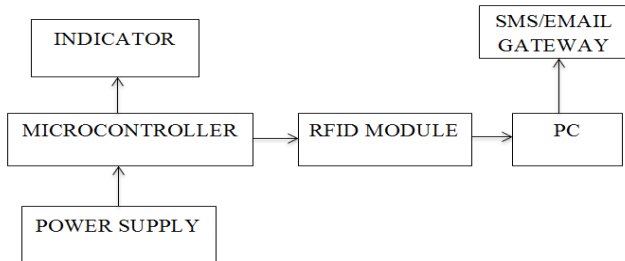 SMS/EMAIL
GATEWAY
INDICATOR
MICROCONTROLLER
RFID MODULE
PC
POWER SUPPLY